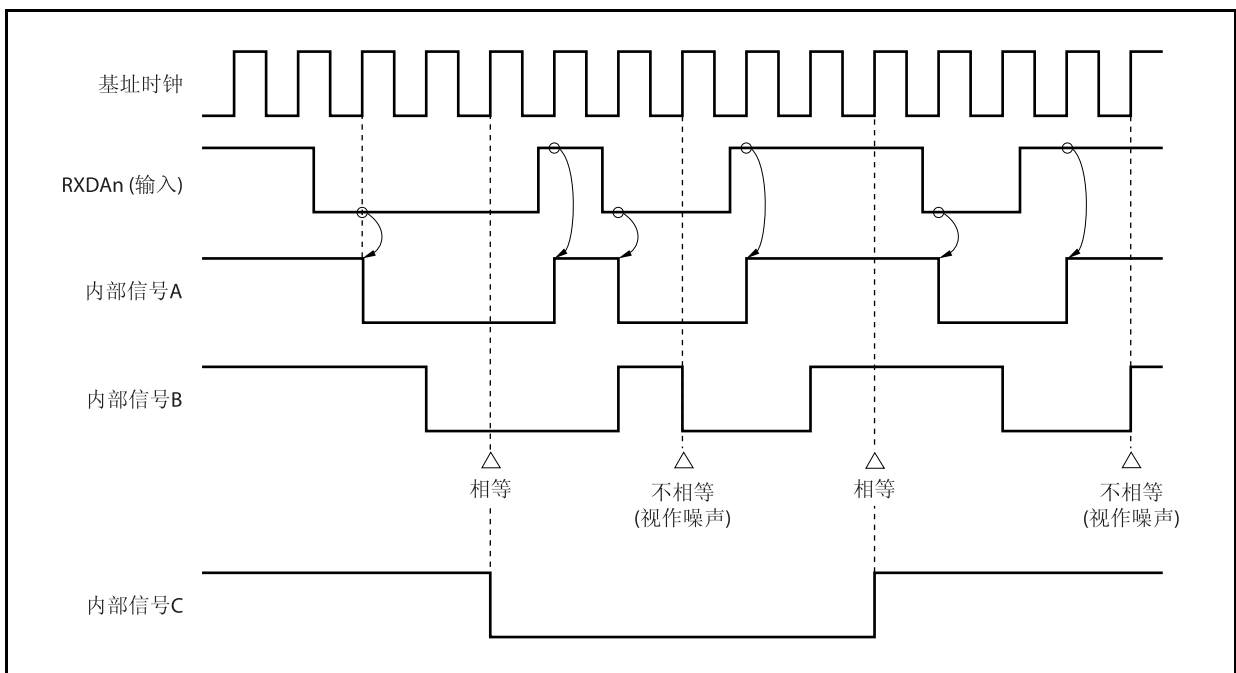 基址时钟
RXDAn (输入)
内部信号A
内部信号B
相等
不相等
(视作噪声)
相等
不相等
(视作噪声)
内部信号C